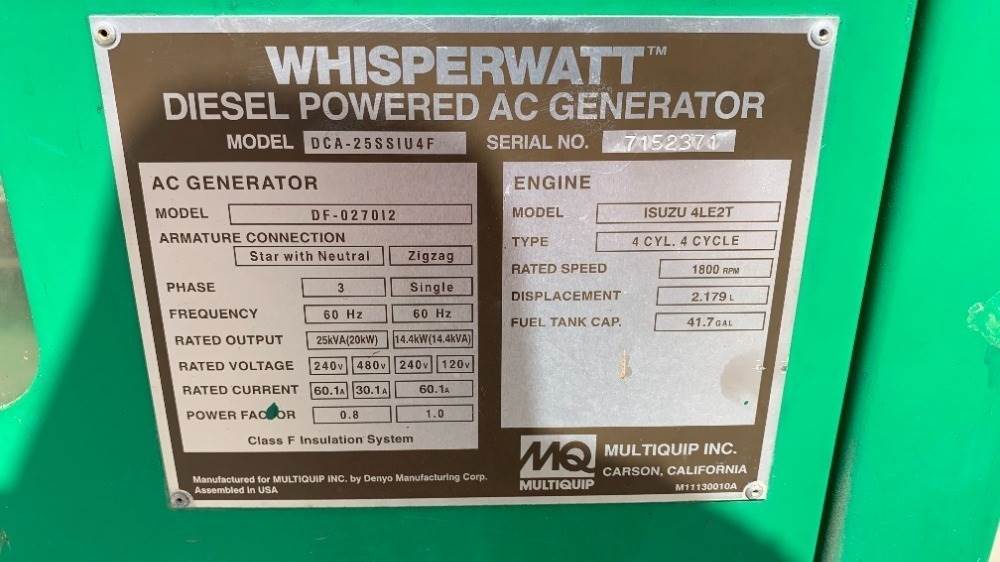 WHISPERWATT™
DIESEL POWERED AC GENERATOR
MODEL DCA-25SSIU4F SERIAL NO. 7152371
AC GENERATOR
MODEL DF-0270I2
ARMATURE CONNECTION
Star with Neutral Zigzag
PHASE 3 Single
FREQUENCY 60 Hz 60 Hz
RATED OUTPUT 25kVA(20kW) 14.4kW(14.4kVA)
RATED VOLTAGE 240V 480V 240V 120V
RATED CURRENT 60.1A 30.1A 60.1A
POWER FACTOR 0.8 1.0
Class F Insulation System
ENGINE
MODEL ISUZU 4LE2T
TYPE 4 CYL. 4 CYCLE
RATED SPEED 1800 RPM
DISPLACEMENT 2.179 L
FUEL TANK CAP. 41.7 GAL
Manufactured for MULTIQUIP INC. by Denyo Manufacturing Corp.
Assembled in USA
MQ
MULTIQUIP
MULTIQUIP INC.
CARSON, CALIFORNIA
M11130010A